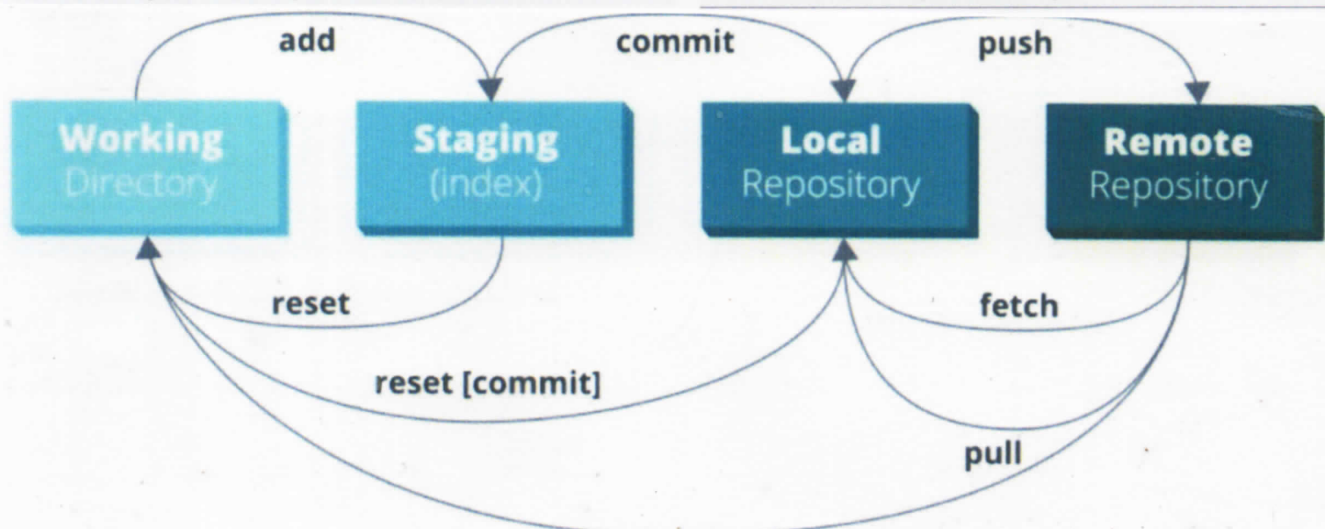 add
commit
push
Working
Directory
Staging
(index)
Local
Repository
Remote
Repository
reset
fetch
reset [commit]
pull